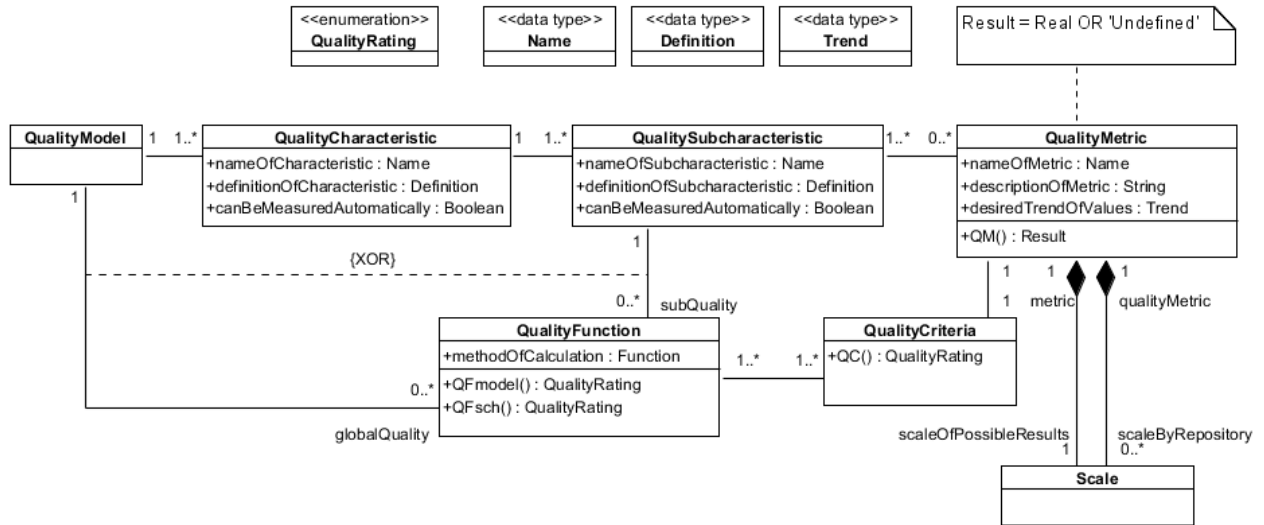 <<enumeration>>
QualityRating
<<data type>>
Name
<<data type>>
Definition
<<data type>>
Trend
Result = Real OR 'Undefined'
QualityModel
1
1..*
QualityCharacteristic
+nameOfCharacteristic : Name
+definitionOfCharacteristic : Definition
+canBeMeasuredAutomatically : Boolean
1
1..*
QualitySubcharacteristic
+nameOfSubcharacteristic : Name
+definitionOfSubcharacteristic : Definition
+canBeMeasuredAutomatically : Boolean
1..*
0..*
QualityMetric
+nameOfMetric : Name
+descriptionOfMetric : String
+desiredTrendOfValues : Trend
+QM() : Result
1
{XOR}
1
0..*
subQuality
1
1
1
metric
1
qualityMetric
QualityFunction
+methodOfCalculation : Function
+QFmodel() : QualityRating
+QFsch() : QualityRating
1..*
1..*
QualityCriteria
+QC() : QualityRating
0..*
globalQuality
scaleOfPossibleResults
1
scaleByRepository
0..*
Scale